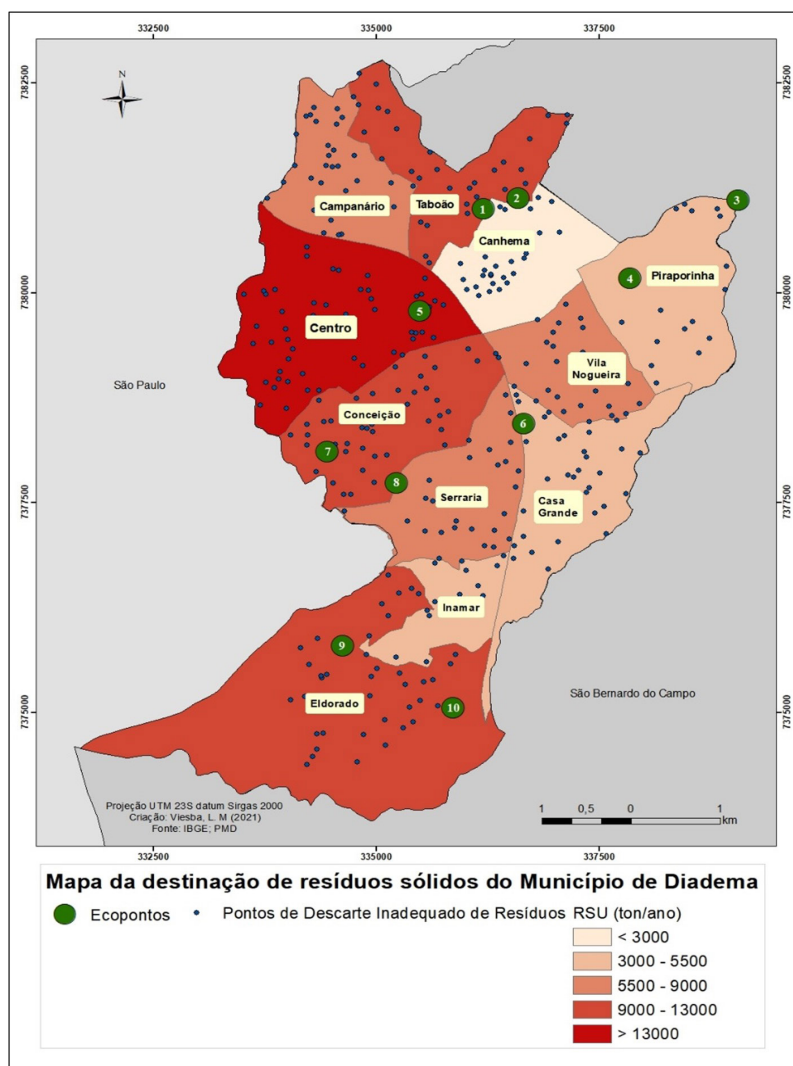 332500 335000 337500
N
7382500 7382500
3
2
Campanário
Taboão
1
Canhema
Piraporinha
4
7380000 7380000
5
Centro
São Paulo
Vila
Nogueira
Conceição
6
7
8
Serraria
Casa
Grande
7377500 7377500
Inamar
9
São Bernardo do Campo
Eldorado
10
7375000 7375000
Projeção UTM 23S datum Sirgas 2000
Criação: Viesba, L. M (2021)
Fonte: IBGE; PMD
1 0,5 0 1
km
332500 335000 337500
Mapa da destinação de resíduos sólidos do Município de Diadema
Ecopontos Pontos de Descarte Inadequado de Resíduos RSU (ton/ano)
< 3000
3000 - 5500
5500 - 9000
9000 - 13000
> 13000